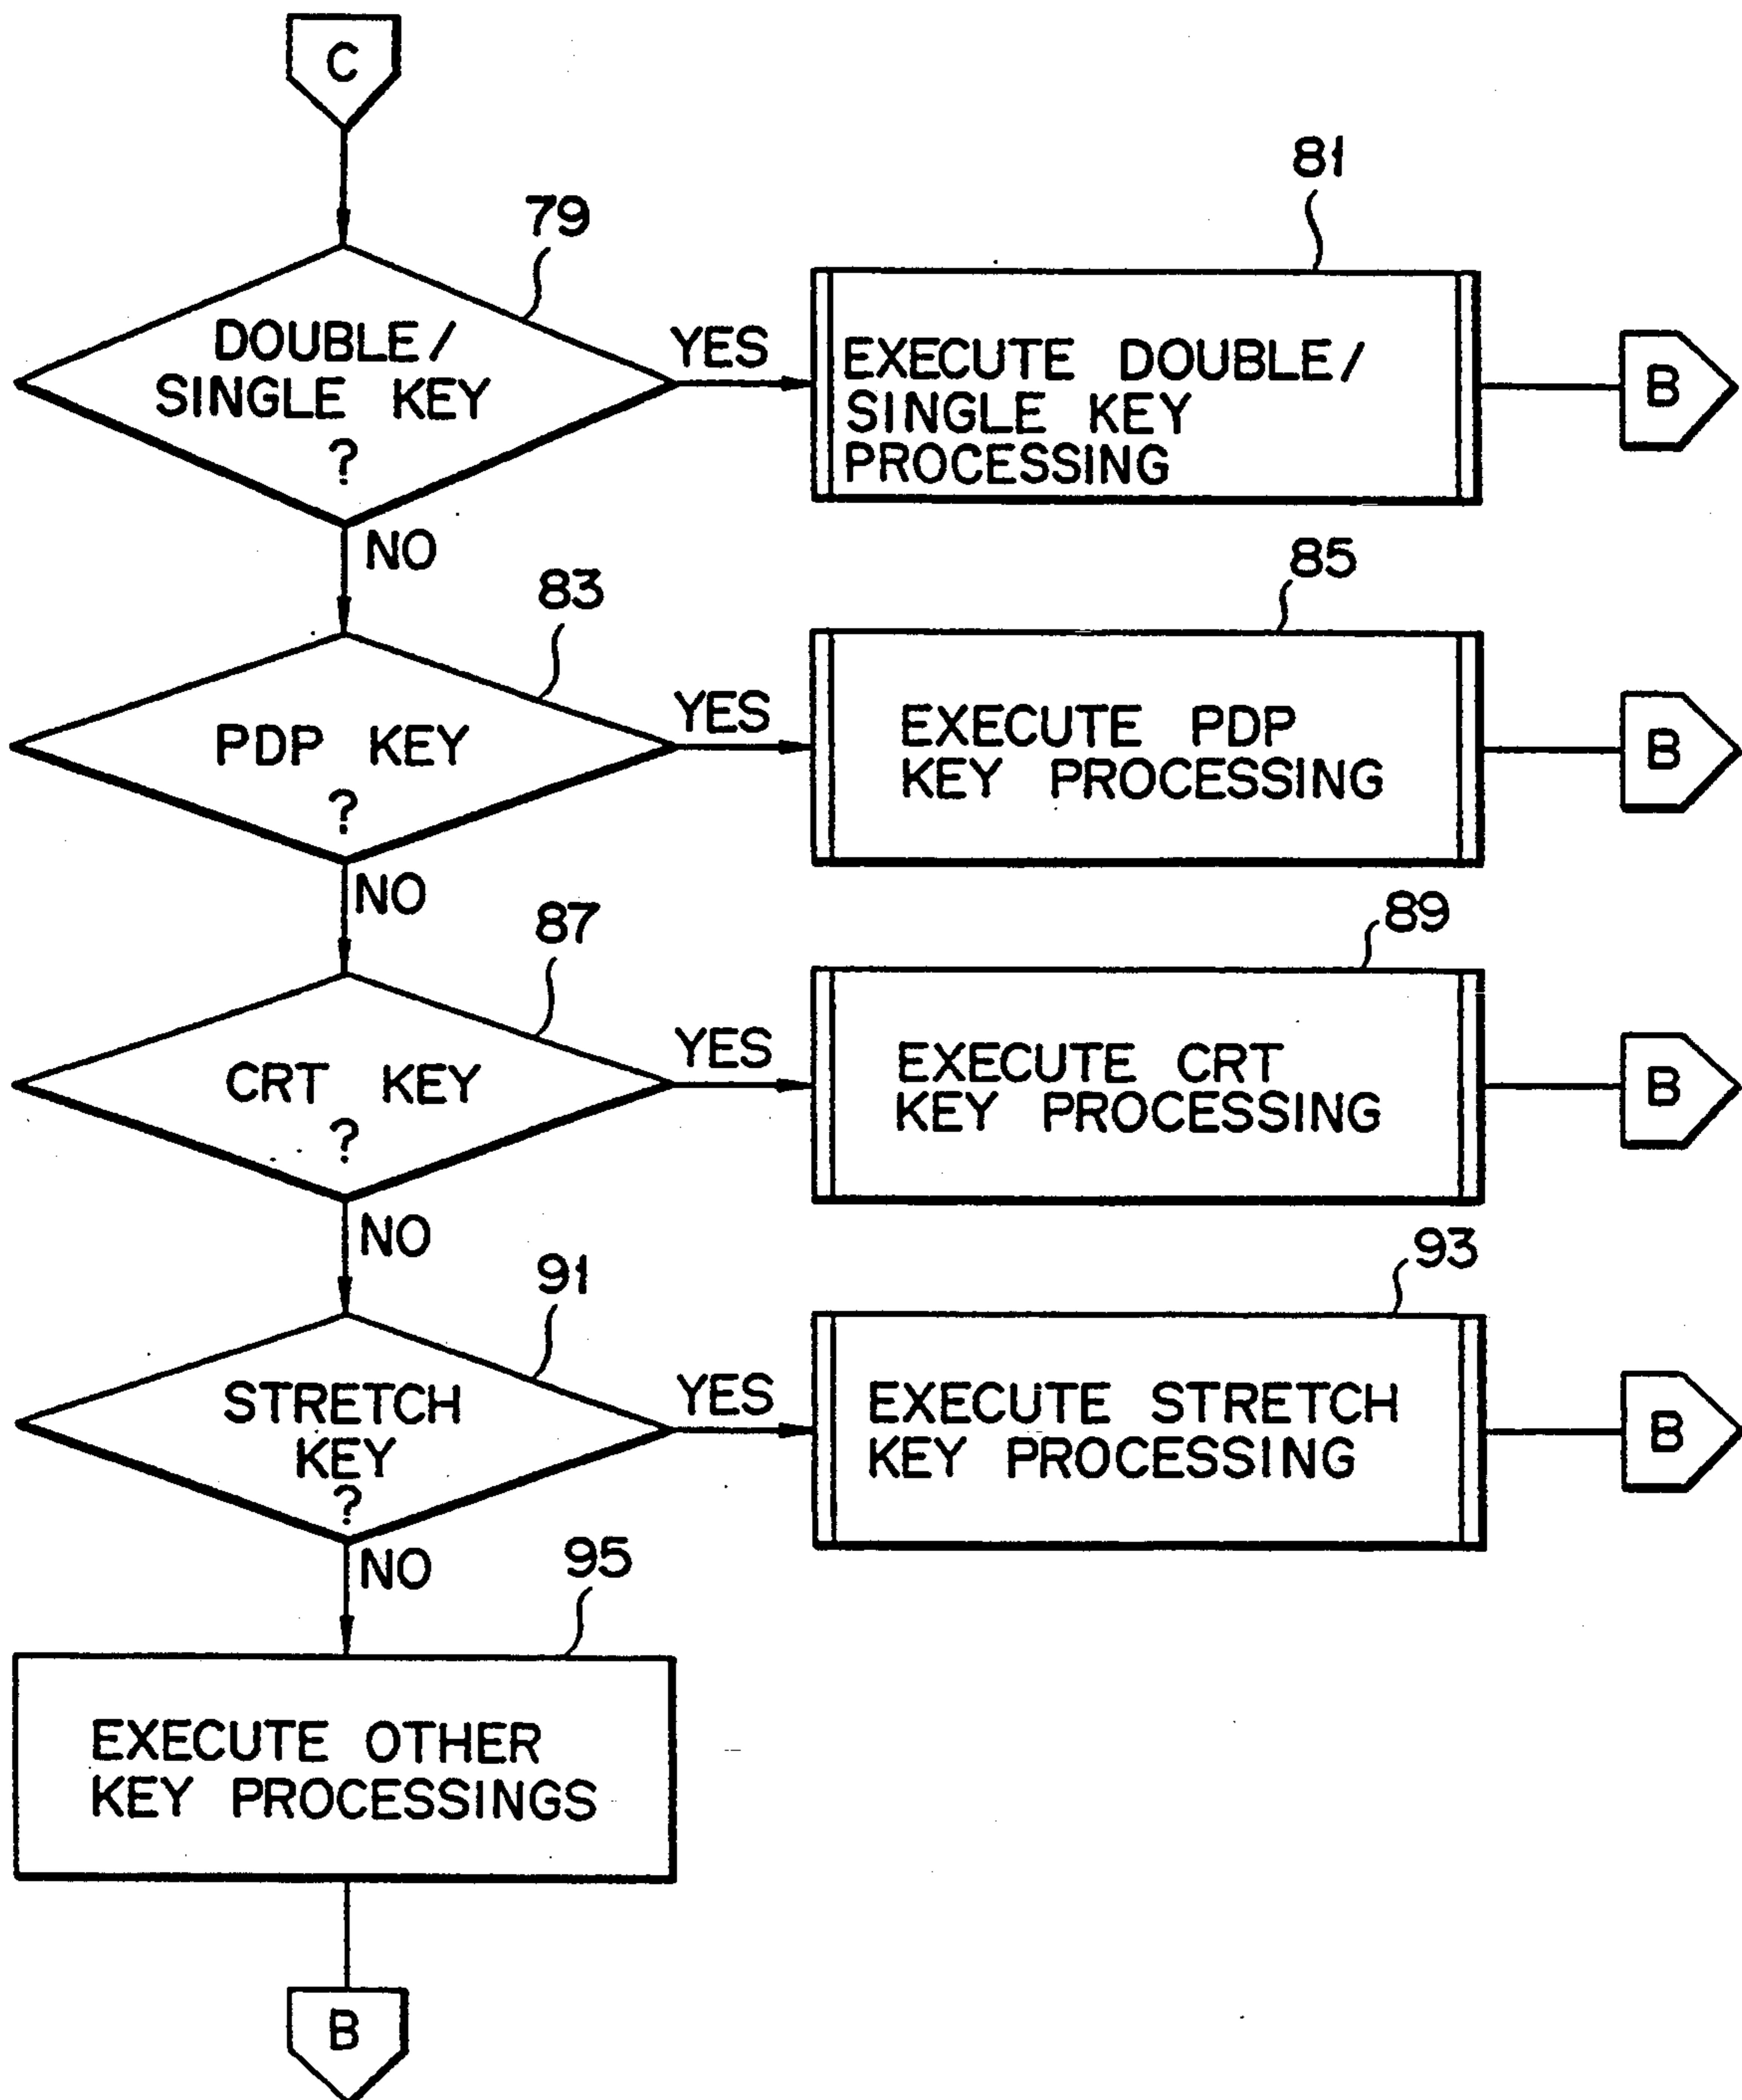 C
79
DOUBLE/
SINGLE KEY
?
YES
81
EXECUTE DOUBLE/
SINGLE KEY
PROCESSING
B
NO
83
PDP KEY
?
YES
85
EXECUTE PDP
KEY PROCESSING
B
NO
87
CRT KEY
?
YES
89
EXECUTE CRT
KEY PROCESSING
B
NO
91
STRETCH
KEY
?
YES
93
EXECUTE STRETCH
KEY PROCESSING
B
NO
95
EXECUTE OTHER
KEY PROCESSINGS
B